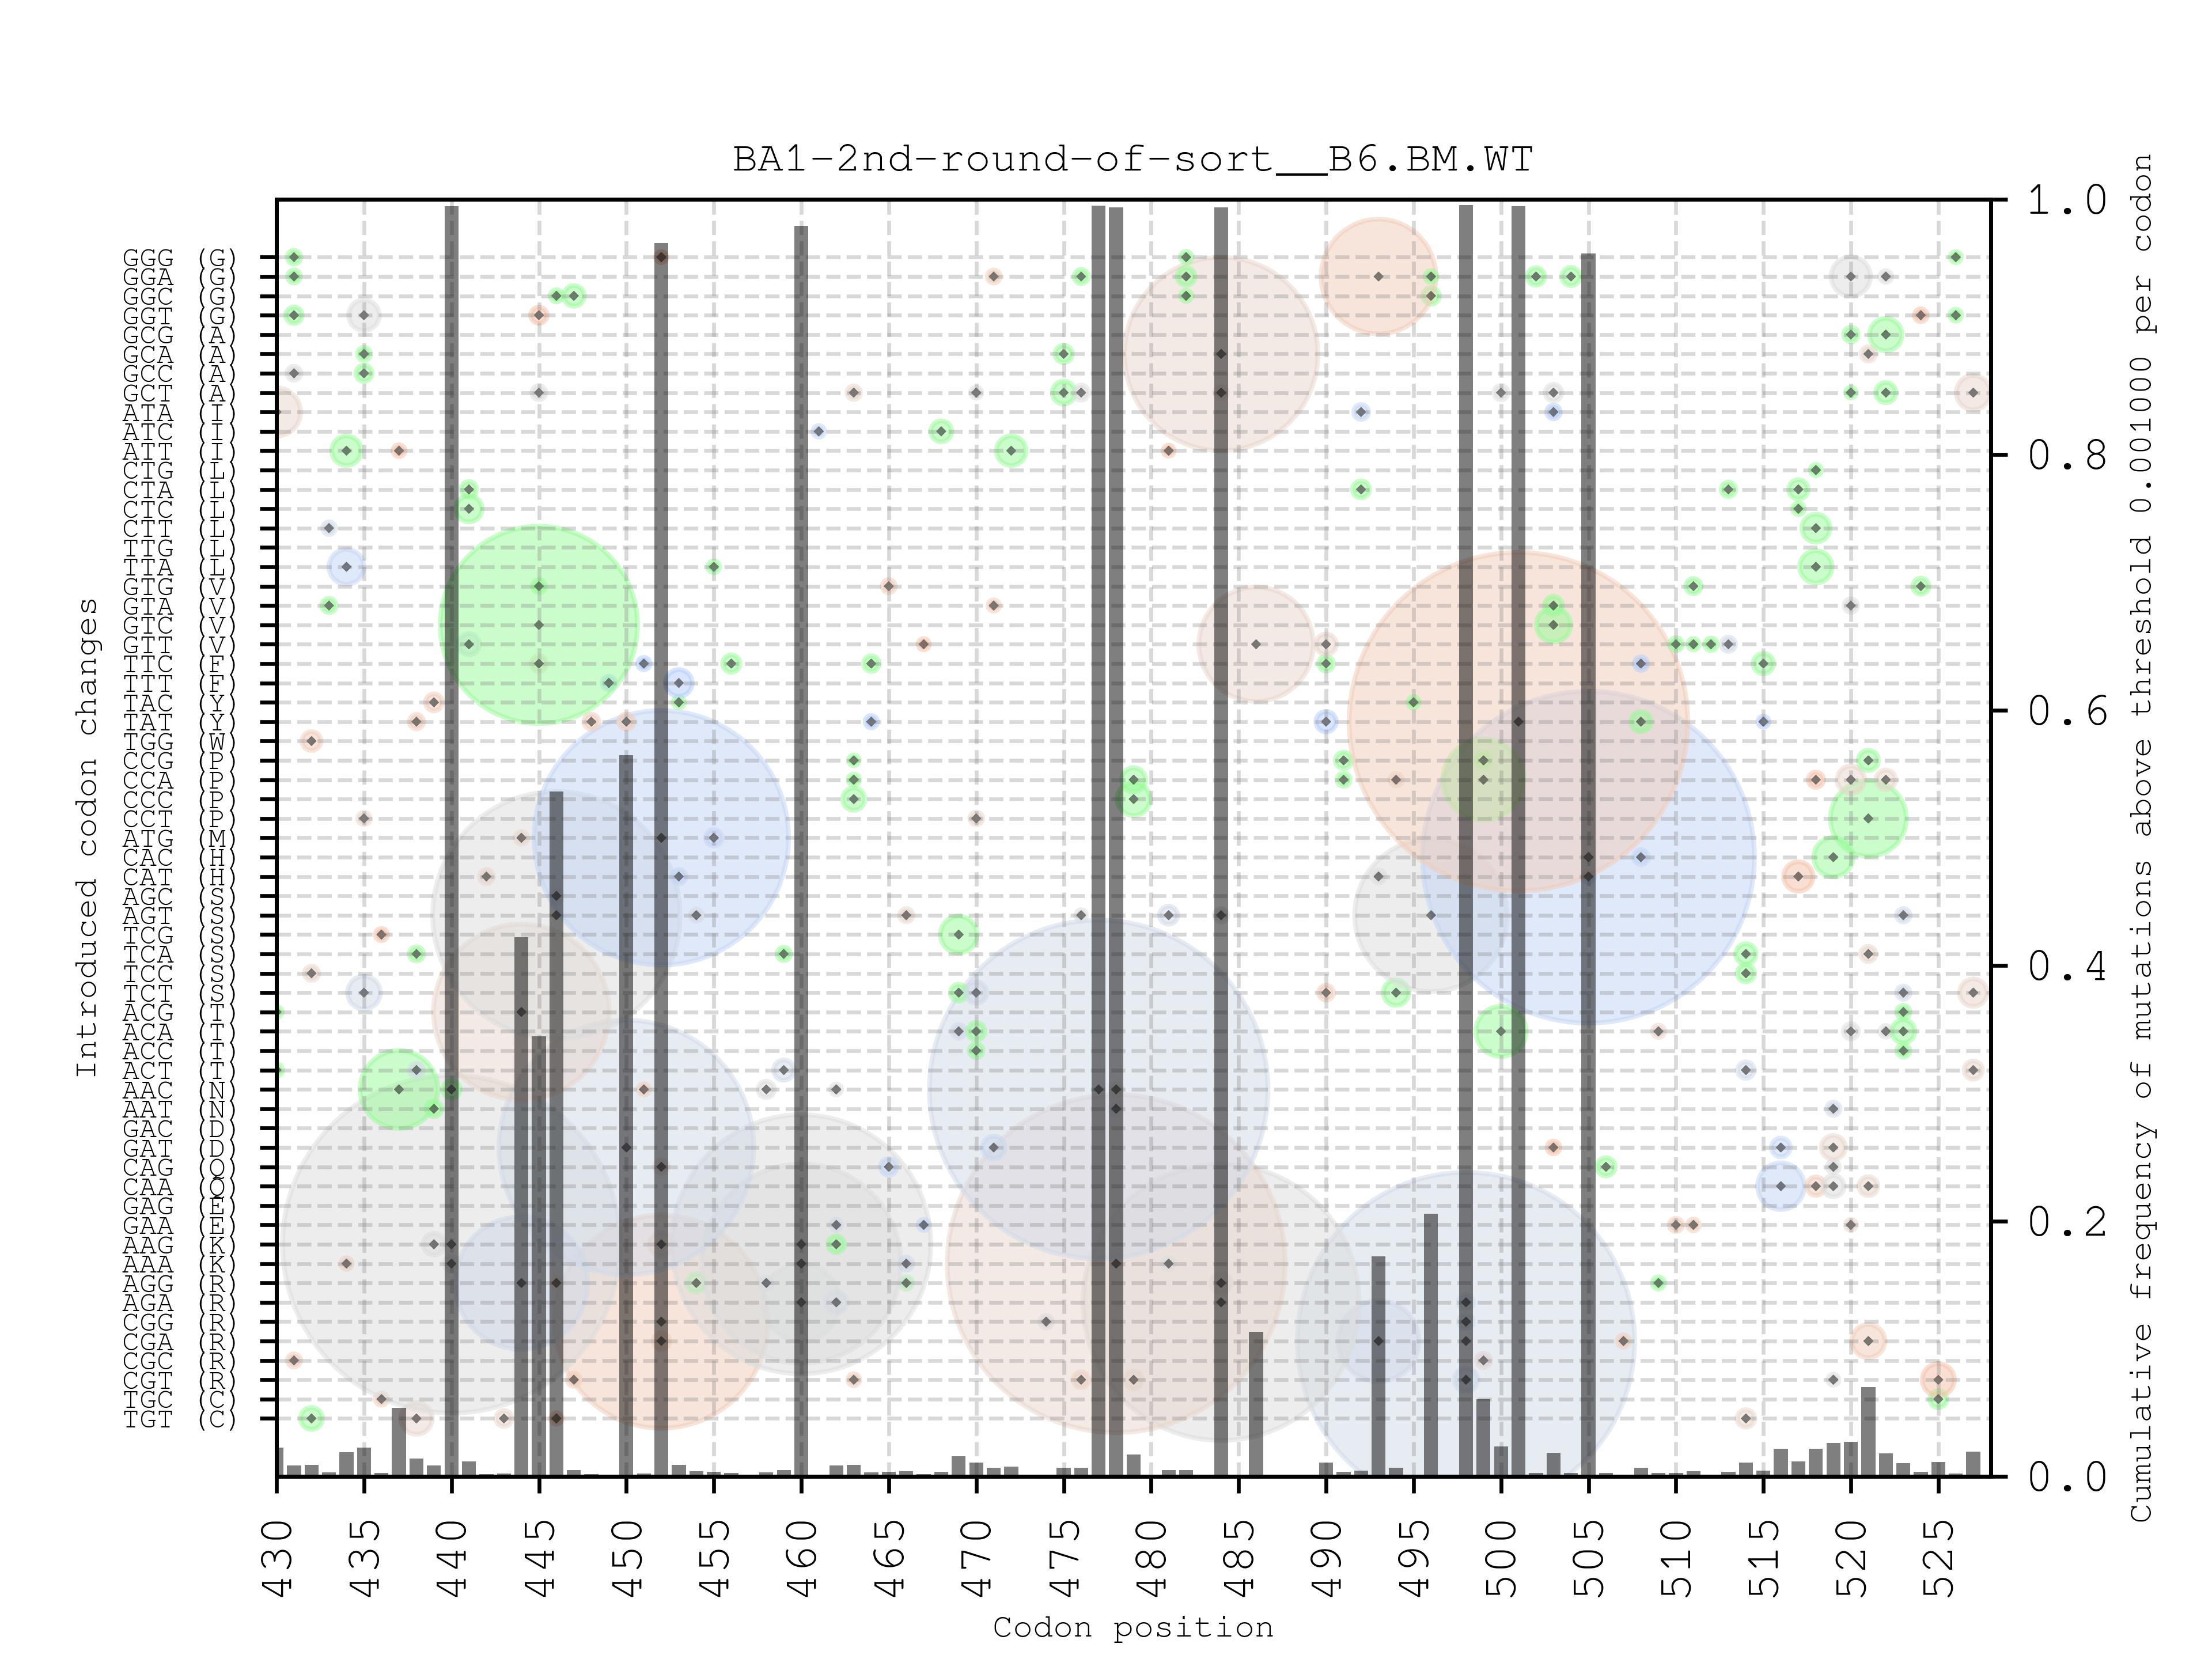 BA1-2nd-round-of-sort__B6.BM.WT
Introduced codon changes
GGG (G)
GGA (G)
GGC (G)
GGT (G)
GCG (A)
GCA (A)
GCC (A)
GCT (A)
ATA (I)
ATC (I)
ATT (I)
CTG (L)
CTA (L)
CTC (L)
CTT (L)
TTG (L)
TTA (L)
GTG (V)
GTA (V)
GTC (V)
GTT (V)
TTC (F)
TTT (F)
TAC (Y)
TAT (Y)
TGG (W)
CCG (P)
CCA (P)
CCC (P)
CCT (P)
ATG (M)
CAC (H)
CAT (H)
AGC (S)
AGT (S)
TCG (S)
TCA (S)
TCC (S)
TCT (S)
ACG (T)
ACA (T)
ACC (T)
ACT (T)
AAC (N)
AAT (N)
GAC (D)
GAT (D)
CAG (Q)
CAA (Q)
GAG (E)
GAA (E)
AAG (K)
AAA (K)
AGG (R)
AGA (R)
CGG (R)
CGA (R)
CGC (R)
CGT (R)
TGC (C)
TGT (C)
1.0
0.8
0.6
0.4
0.2
0.0
Cumulative frequency of mutations above threshold 0.001000 per codon
430 435 440 445 450 455 460 465 470 475 480 485 490 495 500 505 510 515 520 525
Codon position